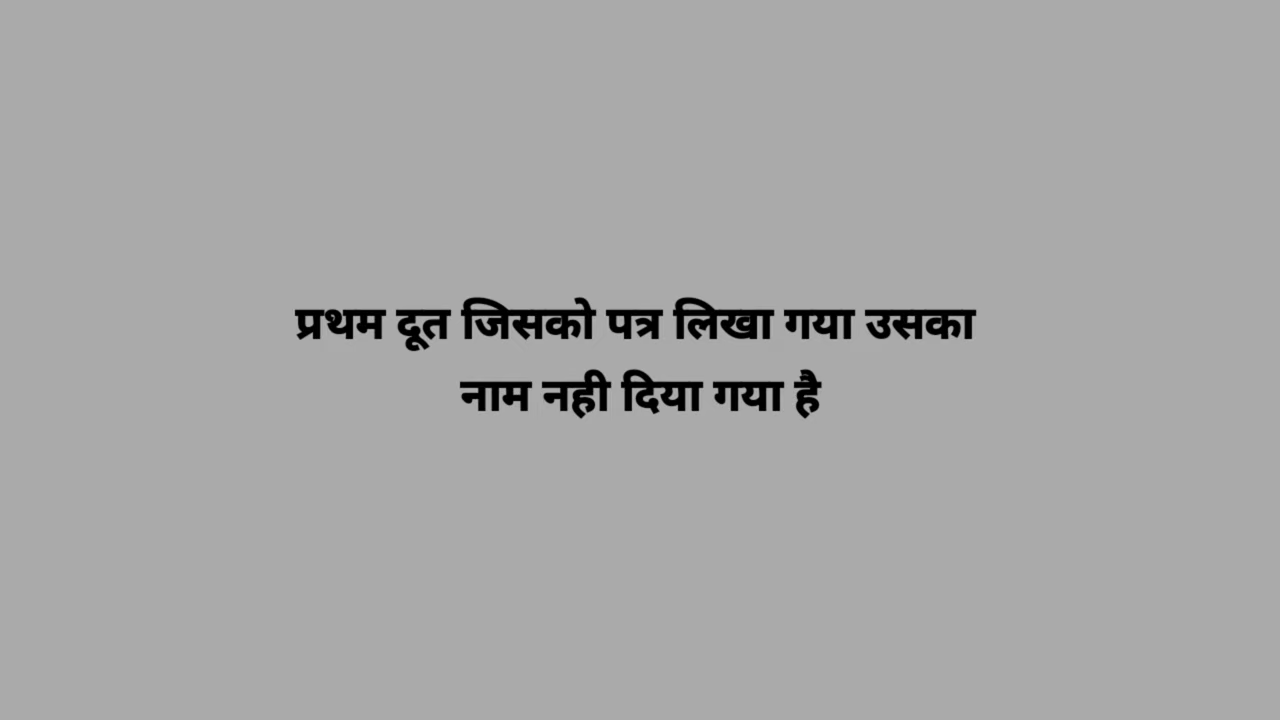 प्रथम दूत जिसको पत्र लिखा गया उसका
नाम नही दिया गया है